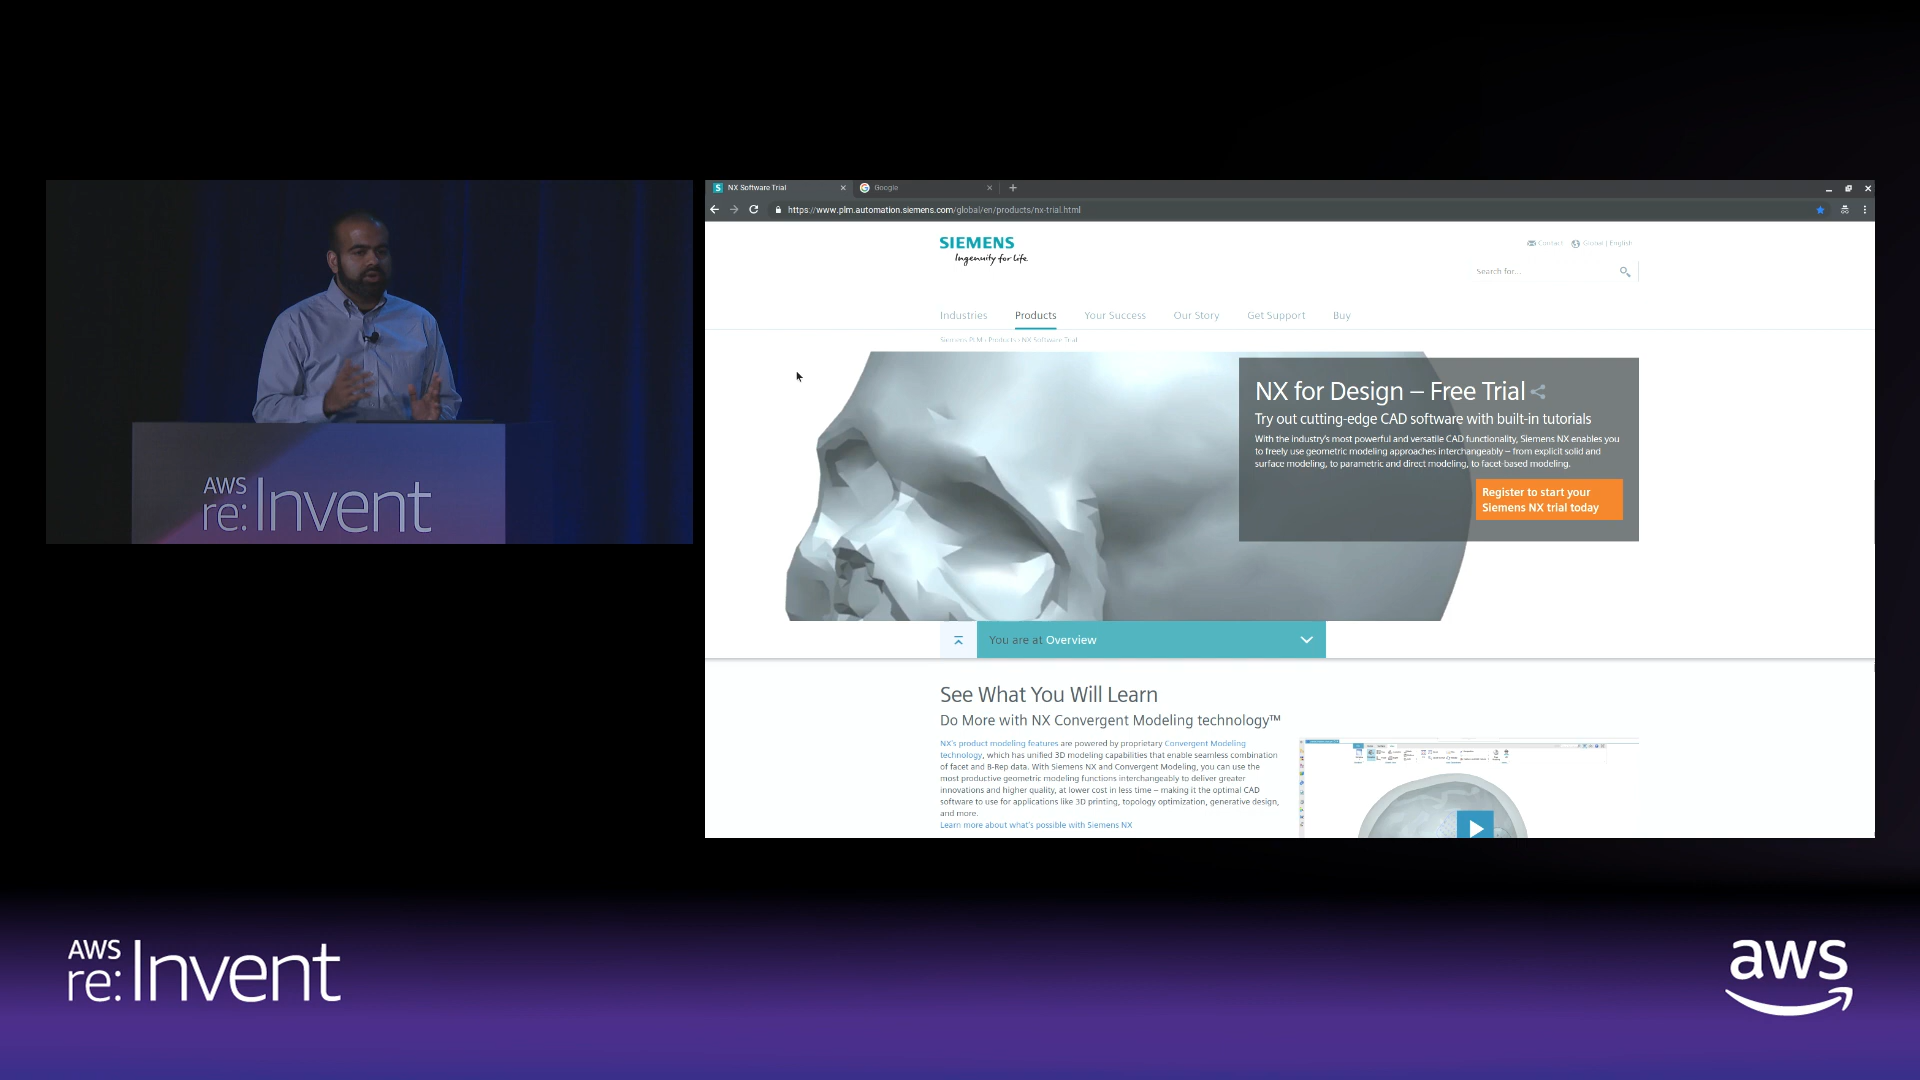 AWS
re:Invent
NX Software Trial
Google
https://www.plm.automation.siemens.com/global/en/products/nx-trial.html
SIEMENS
Ingenuity for life
Contact
Global | English
Search for...
Industries Products Your Success Our Story Get Support Buy
Siemens PLM › Products › NX Software Trial
NX for Design – Free Trial
Try out cutting-edge CAD software with built-in tutorials
With the industry's most powerful and versatile CAD functionality, Siemens NX enables you
to freely use geometric modeling approaches interchangeably – from explicit solid and
surface modeling, to parametric and direct modeling, to facet-based modeling.
Register to start your
Siemens NX trial today
You are at Overview
See What You Will Learn
Do More with NX Convergent Modeling technology™
NX's product modeling features are powered by proprietary Convergent Modeling
technology, which has unified 3D modeling capabilities that enable seamless combination
of facet and B-Rep data. With Siemens NX and Convergent Modeling, you can use the
most productive geometric modeling functions interchangeably to deliver greater
innovations and higher quality, at lower cost in less time – making it the optimal CAD
software to use for applications like 3D printing, topology optimization, generative design,
and more.
Learn more about what's possible with Siemens NX
AWS
re:Invent
aws